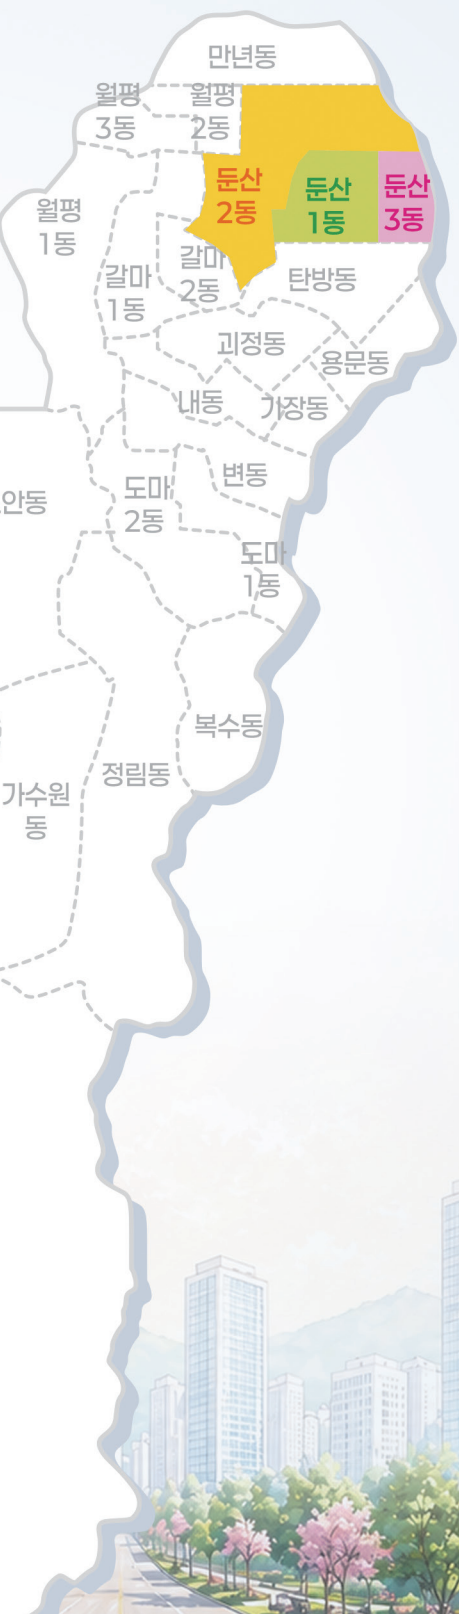 만년동
월평
3동
월평
2동
둔산
2동
둔산
1동
둔산
3동
월평
1동
갈마
1동
갈마
2동
탄방동
괴정동
용문동
내동
가장동
변동
도마
2동
안동
도마
1동
복수동
정림동
가수원
동